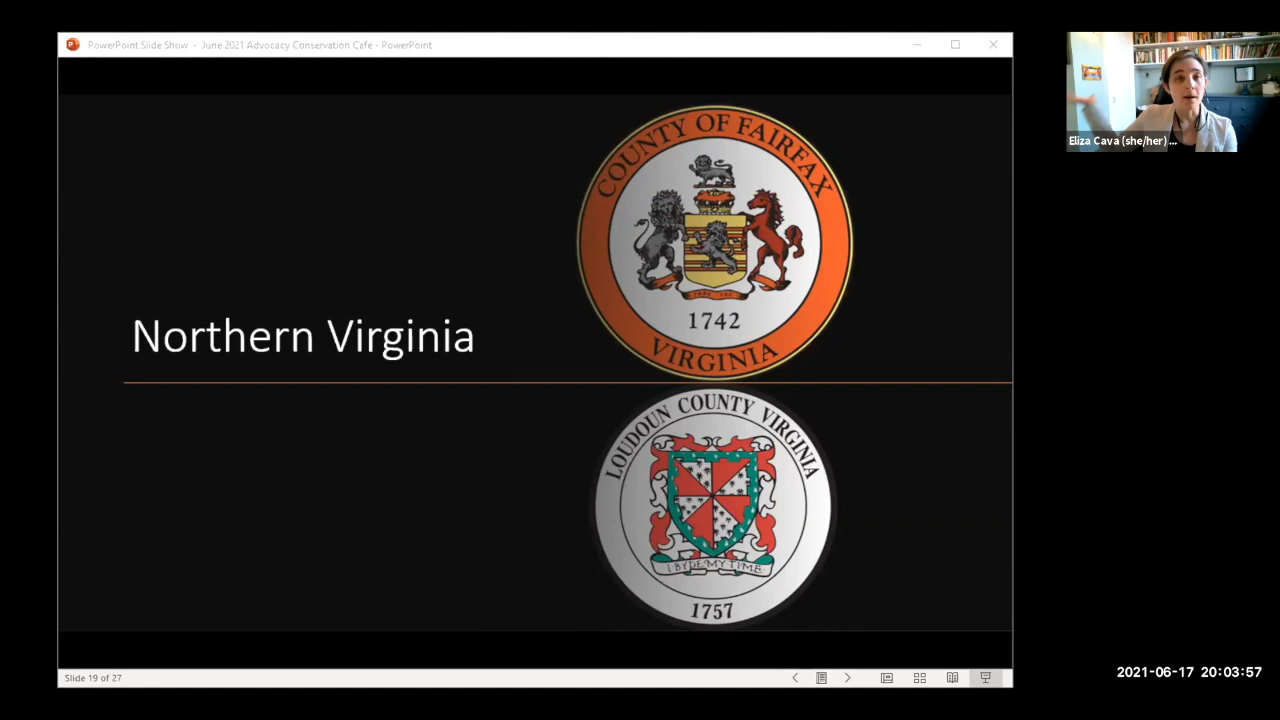 PowerPoint Slide Show - June 2021 Advocacy Conservation Cafe - PowerPoint
Eliza Cava (she/her) ...
COUNTY OF FAIRFAX
1742
VIRGINIA
Northern Virginia
LOUDOUN COUNTY VIRGINIA
I BYDE MY TIME
1757
Slide 19 of 27
2021-06-17 20:03:57